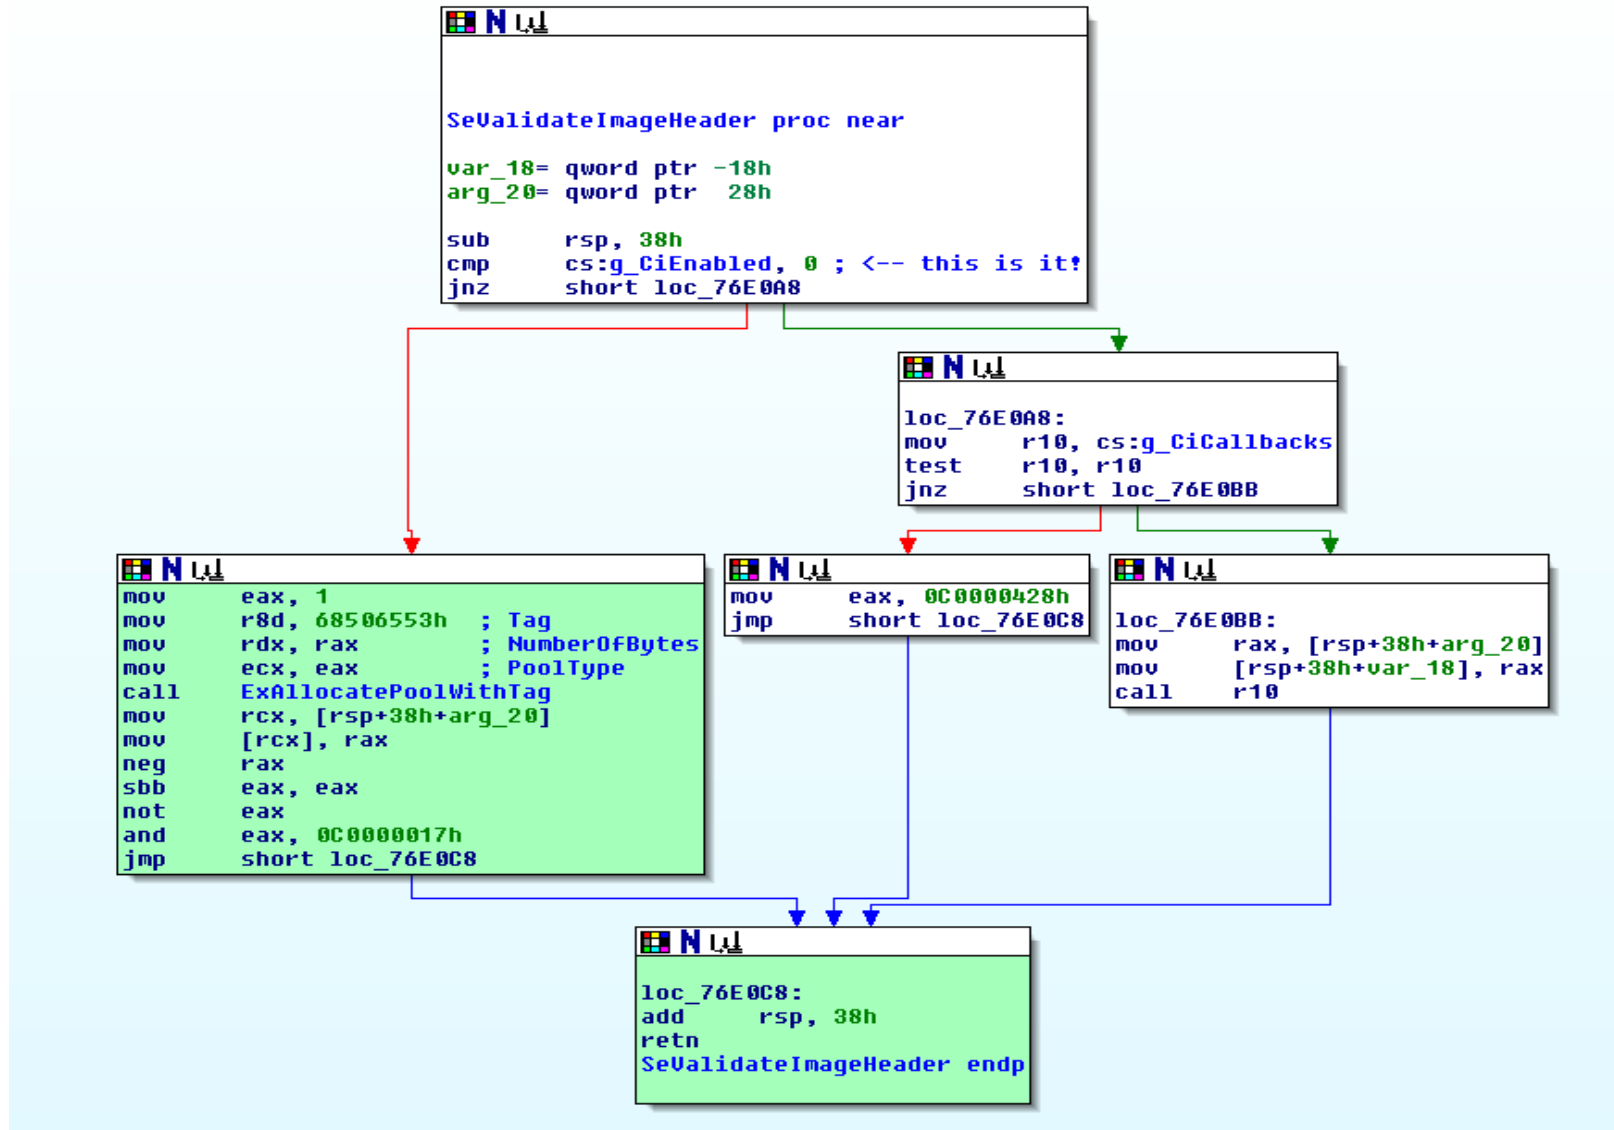 SeValidateImageHeader proc near
var_18= qword ptr -18h
arg_20= qword ptr  28h
sub     rsp, 38h
cmp     cs:g_CiEnabled, 0 ; <-- this is it!
jnz     short loc_76E0A8
loc_76E0A8:
mov     r10, cs:g_CiCallbacks
test    r10, r10
jnz     short loc_76E0BB
mov     eax, 1
mov     r8d, 68506553h  ; Tag
mov     rdx, rax        ; NumberOfBytes
mov     ecx, eax        ; PoolType
call    ExAllocatePoolWithTag
mov     rcx, [rsp+38h+arg_20]
mov     [rcx], rax
neg     rax
sbb     eax, eax
not     eax
and     eax, 0C0000017h
jmp     short loc_76E0C8
mov     eax, 0C0000428h
jmp     short loc_76E0C8
loc_76E0BB:
mov     rax, [rsp+38h+arg_20]
mov     [rsp+38h+var_18], rax
call    r10
loc_76E0C8:
add     rsp, 38h
retn
SeValidateImageHeader endp